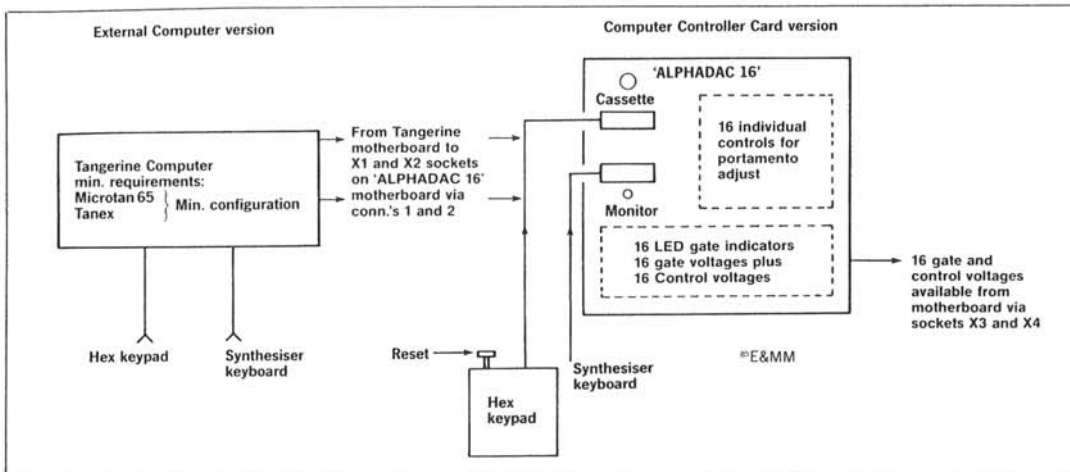 External Computer version
Computer Controller Card version
'ALPHADAC 16'
Cassette
16 individual
controls for
portamento
adjust
Tangerine Computer
min. requirements:
Microtan 65
Tanex
Min. configuration
From Tangerine
motherboard to
X1 and X2 sockets
on 'ALPHADAC 16'
motherboard via
conn.'s 1 and 2
Monitor
16 LED gate indicators
16 gate voltages plus
16 Control voltages
16 gate and
control voltages
available from
motherboard via
sockets X3 and X4
Hex keypad
Synthesiser
keyboard
Reset
Hex
keypad
Synthesiser
keyboard
E&MM